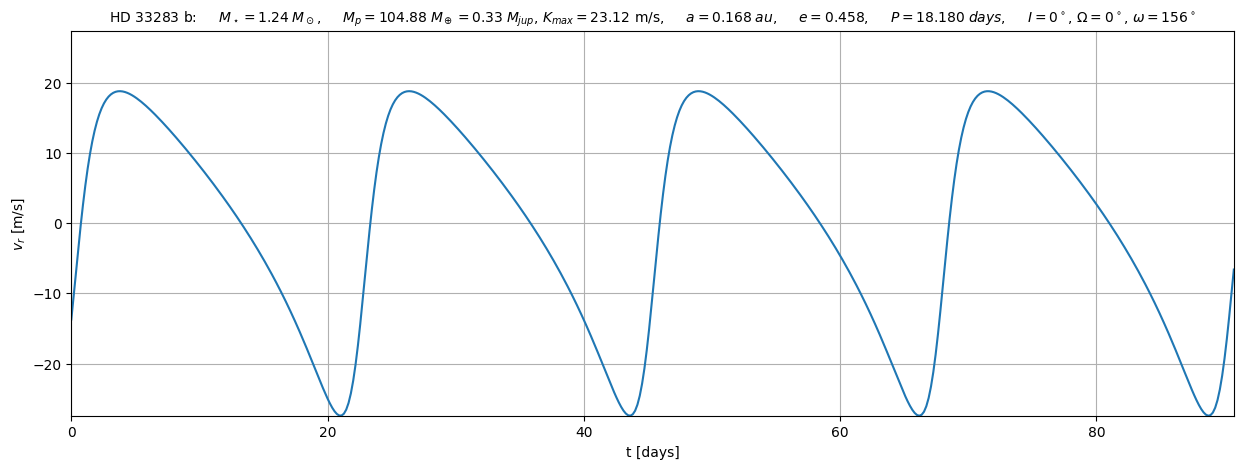 HD 33283 b: M⋆ = 1.24 M⊙, Mp = 104.88 M⊕ = 0.33 Mjup, Kmax = 23.12 m/s, a = 0.168 au, e = 0.458, P = 18.180 days, I = 0°, Ω = 0°, ω = 156°
20
10
0
−10
−20
vr [m/s]
0 20 40 60 80
t [days]